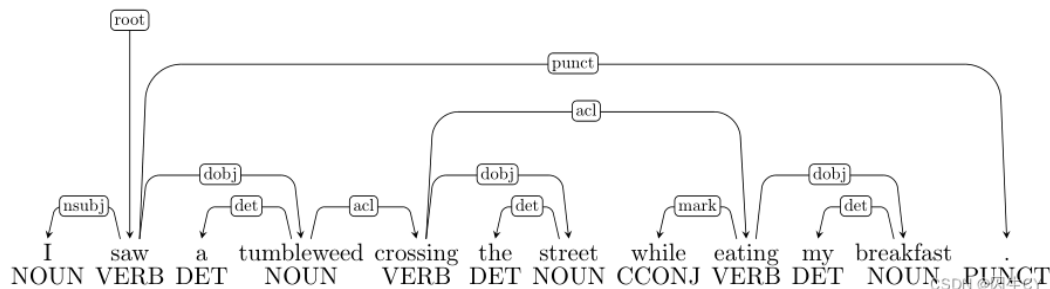 root
punct
acl
dobj dobj dobj
nsubj det acl det mark det
I saw a tumbleweed crossing the street while eating my breakfast .
NOUN VERB DET NOUN VERB DET NOUN CCONJ VERB DET NOUN PUNCT